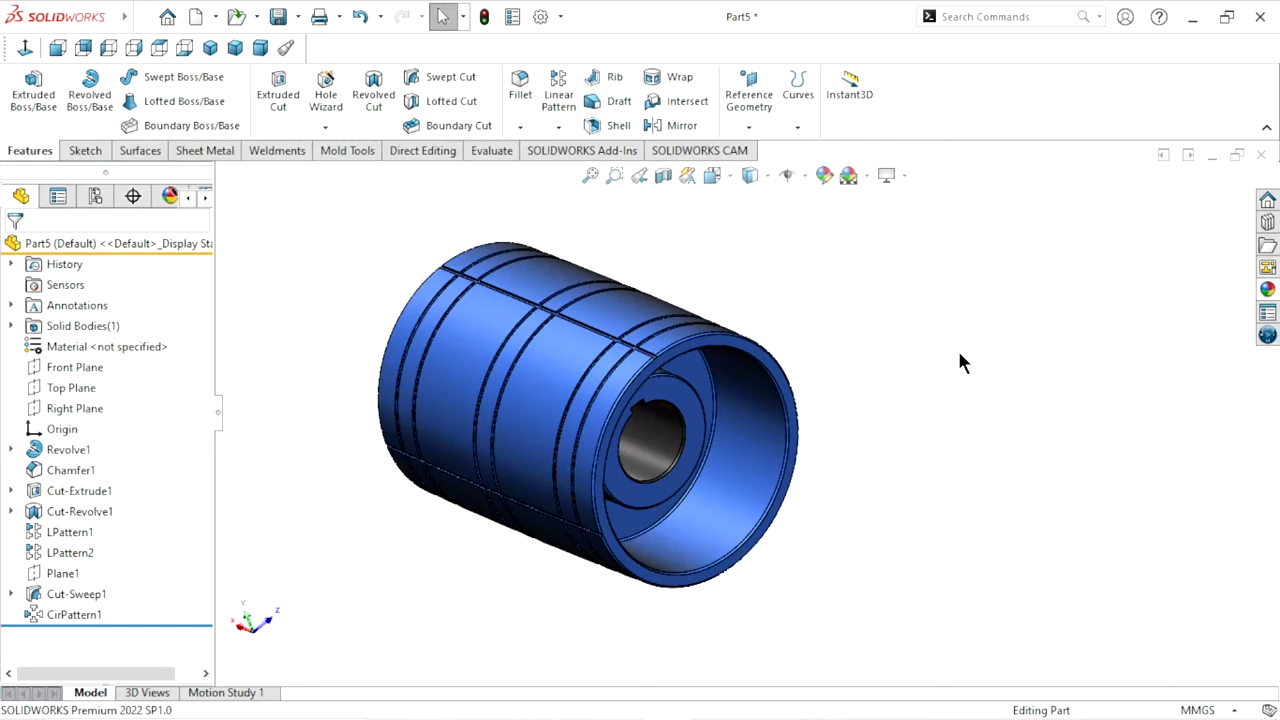 SOLIDWORKS
Part5 *
Search Commands
Extruded Boss/Base
Revolved Boss/Base
Swept Boss/Base
Lofted Boss/Base
Boundary Boss/Base
Extruded Cut
Hole Wizard
Revolved Cut
Swept Cut
Lofted Cut
Boundary Cut
Fillet
Linear Pattern
Rib
Draft
Shell
Wrap
Intersect
Mirror
Reference Geometry
Curves
Instant3D
Features
Sketch
Surfaces
Sheet Metal
Weldments
Mold Tools
Direct Editing
Evaluate
SOLIDWORKS Add-Ins
SOLIDWORKS CAM
Part5 (Default) <<Default>_Display Sta
History
Sensors
Annotations
Solid Bodies(1)
Material <not specified>
Front Plane
Top Plane
Right Plane
Origin
Revolve1
Chamfer1
Cut-Extrude1
Cut-Revolve1
LPattern1
LPattern2
Plane1
Cut-Sweep1
CirPattern1
Y
X
Z
Model
3D Views
Motion Study 1
SOLIDWORKS Premium 2022 SP1.0
Editing Part
MMGS